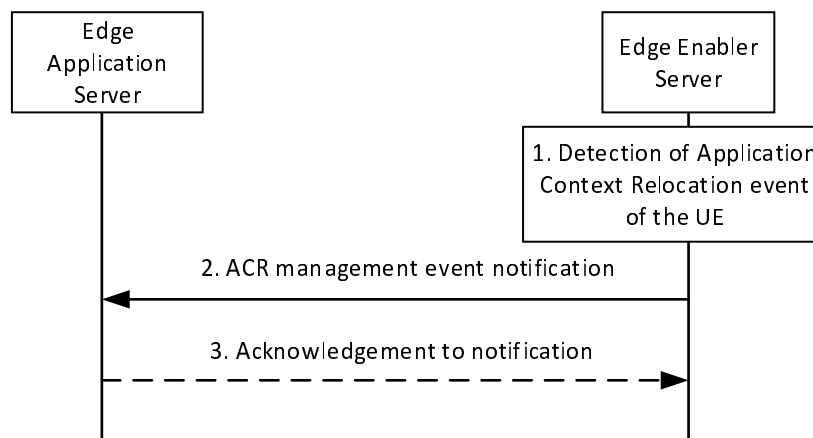 Edge
Application
Server
Edge Enabler
Server
1. Detection of Application
Context Relocation event
of the UE
2. ACR management event notification
3. Acknowledgement to notification